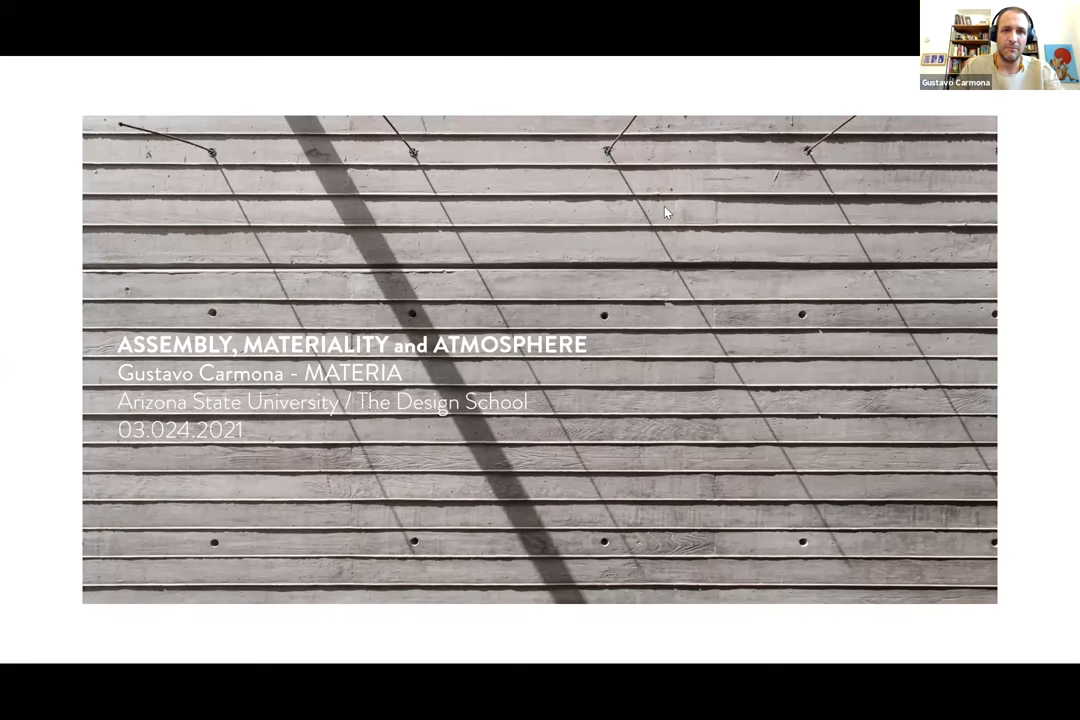 Gustavo Carmona
ASSEMBLY, MATERIALITY and ATMOSPHERE
Gustavo Carmona - MATERIA
Arizona State University / The Design School
03.024.2021